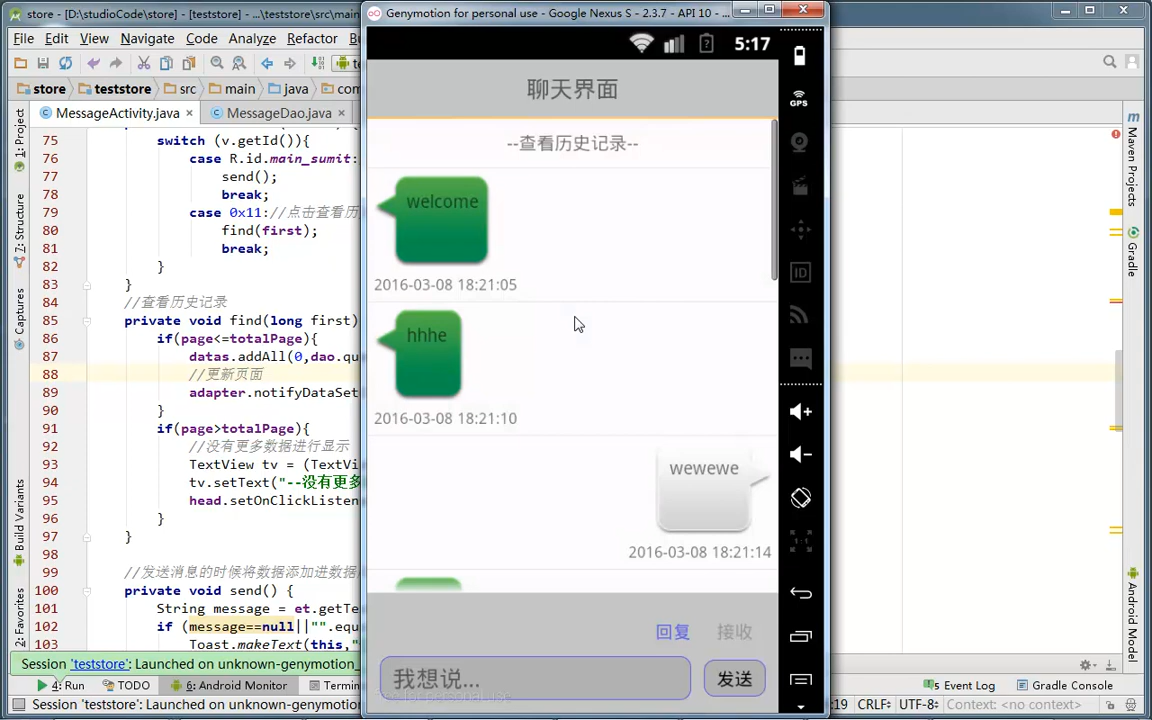 store - [D:\studioCode\store] - [teststore] - ...\teststore\src\main
Genymotion for personal use - Google Nexus S - 2.3.7 - API 10 - ...
File Edit View Navigate Code Analyze Refactor
store teststore src main java
MessageActivity.java
MessageDao.java
1: Project
7: Structure
Captures
Build Variants
2: Favorites
75 switch (v.getId()){
76 case R.id.main_sumit:
77 send();
78 break;
79 case 0x11://点击查看历
80 find(first);
81 break;
82 }
83 }
84 //查看历史记录
85 private void find(long first)
86 if(page<=totalPage){
87 datas.addAll(0,dao.qu
88 //更新页面
89 adapter.notifyDataSet
90 }
91 if(page>totalPage){
92 //没有更多数据进行显示
93 TextView tv = (TextVi
94 tv.setText("--没有更多
95 head.setOnClickListen
96 }
97 }
98
99 //发送消息的时候将数据添加进数据
100 private void send() {
101 String message = et.getTe
102 if (message==null||"".equ
103 Toast.makeText(this,"
5:17
聊天界面
--查看历史记录--
welcome
2016-03-08 18:21:05
hhhe
2016-03-08 18:21:10
wewewe
2016-03-08 18:21:14
回复 接收
我想说...
发送
free for personal use
GPS
ID
1:1
Maven Projects
Gradle
Android Model
Session 'teststore': Launched on unknown-genymotion_
4: Run TODO 6: Android Monitor Termin
Event Log Gradle Console
Session 'teststore': Launched on unknown-genymotion
:19 CRLF UTF-8 Context: <no context>